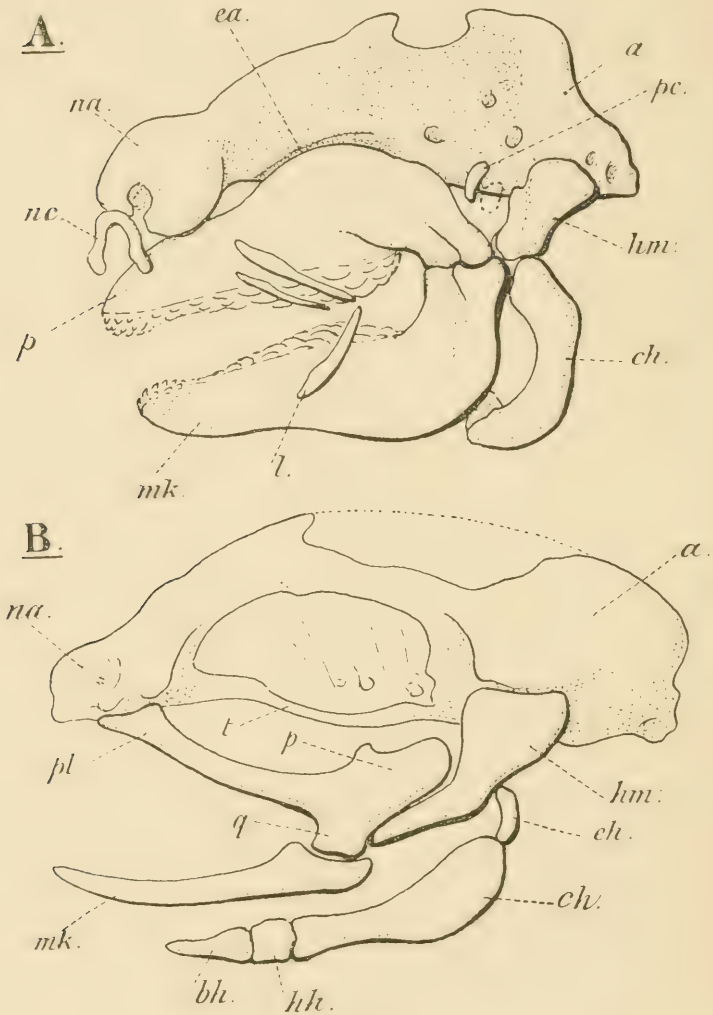 A.
ea.
a
pc.
na.
nc.
hm:
p
ch.
l.
mk.
B.
a.
na.
t
p
pl
hm:
q
eh.
ch.
mk.
bh.
hh.